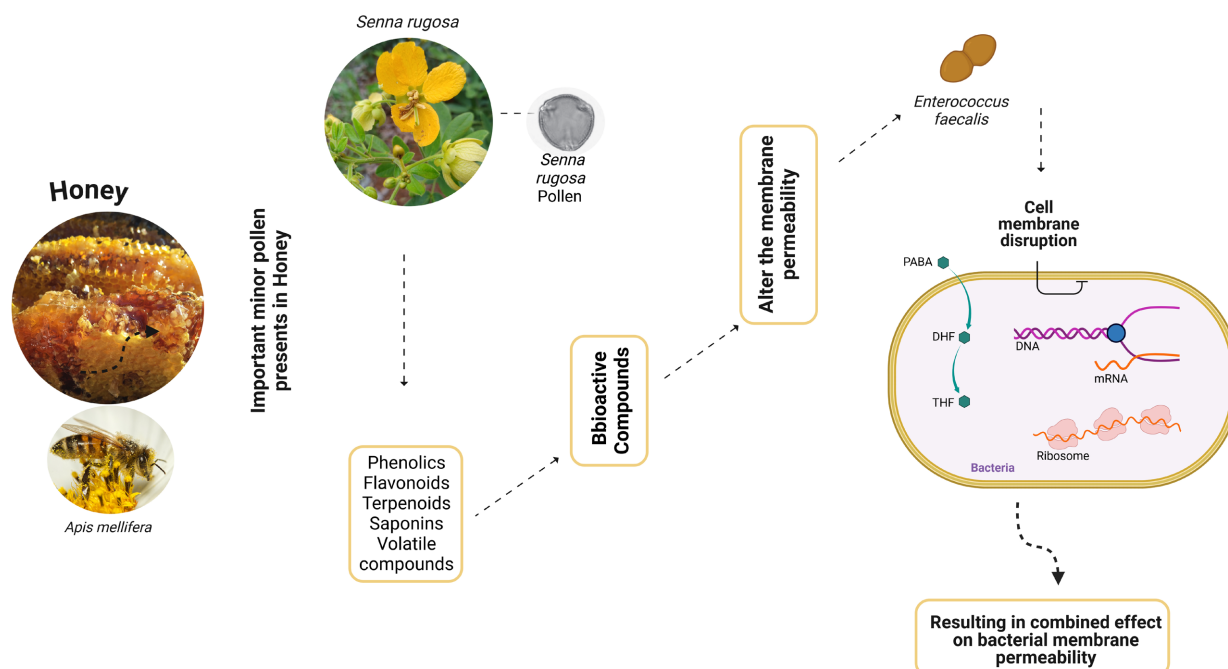 Honey
Apis mellifera
Important minor pollen
presents in Honey
Senna rugosa
Senna
rugosa
Pollen
Phenolics
Flavonoids
Terpenoids
Saponins
Volatile
compounds
Bbioactive
Compounds
Alter the membrane
permeability
Enterococcus
faecalis
Cell
membrane
disruption
PABA
DHF
THF
DNA
mRNA
Ribosome
Bacteria
Resulting in combined effect
on bacterial membrane
permeability